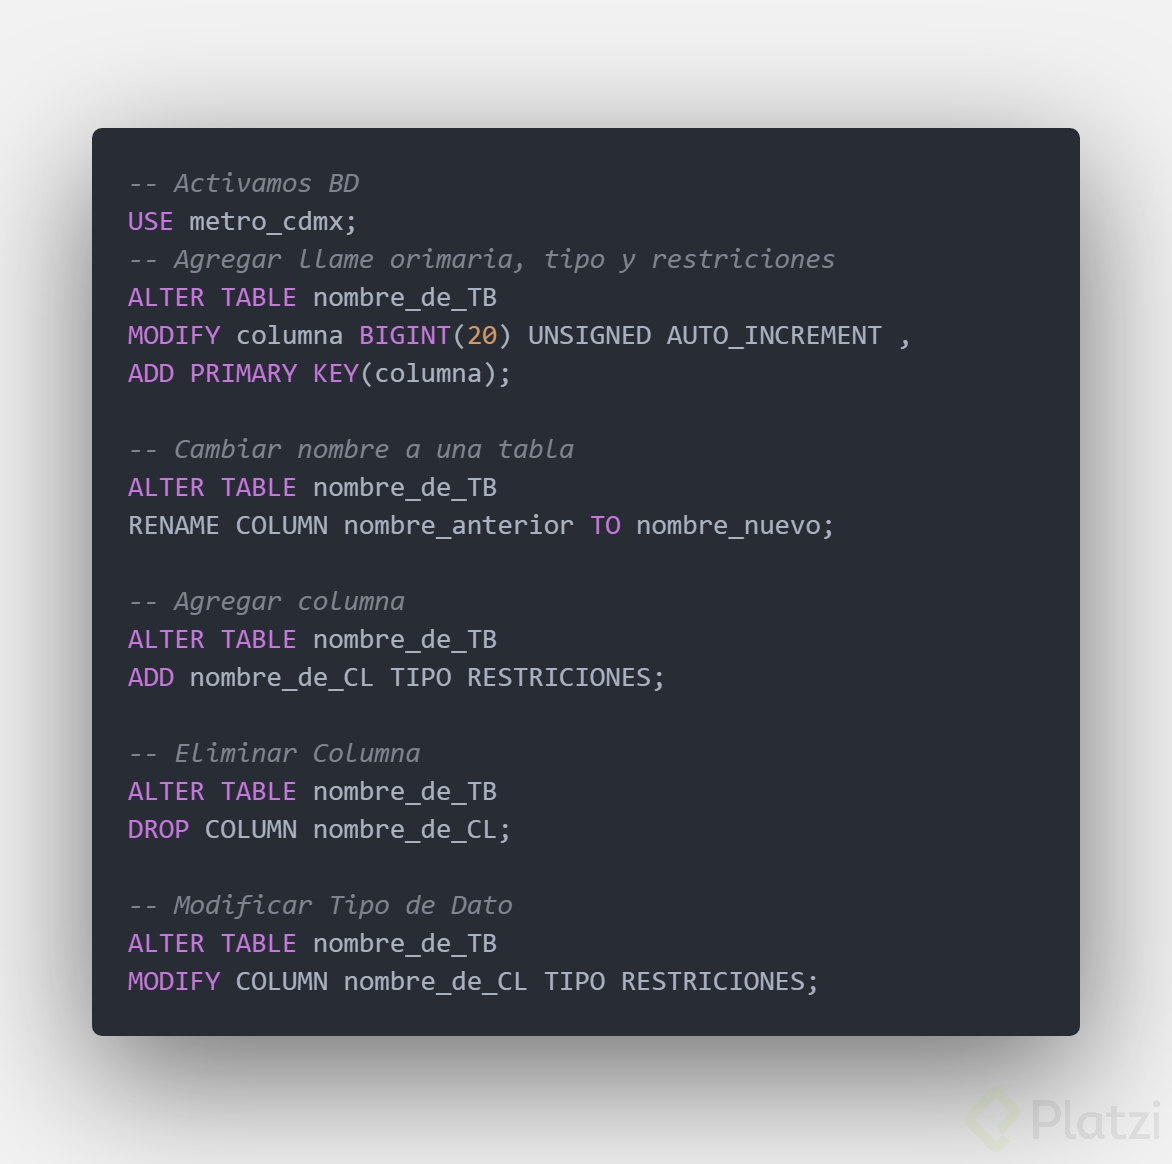 -- Activamos BD
USE metro_cdmx;
-- Agregar llame orimaria, tipo y restriciones
ALTER TABLE nombre_de_TB
MODIFY columna BIGINT(20) UNSIGNED AUTO_INCREMENT ,
ADD PRIMARY KEY(columna);
-- Cambiar nombre a una tabla
ALTER TABLE nombre_de_TB
RENAME COLUMN nombre_anterior TO nombre_nuevo;
-- Agregar columna
ALTER TABLE nombre_de_TB
ADD nombre_de_CL TIPO RESTRICIONES;
-- Eliminar Columna
ALTER TABLE nombre_de_TB
DROP COLUMN nombre_de_CL;
-- Modificar Tipo de Dato
ALTER TABLE nombre_de_TB
MODIFY COLUMN nombre_de_CL TIPO RESTRICIONES;
Platzi